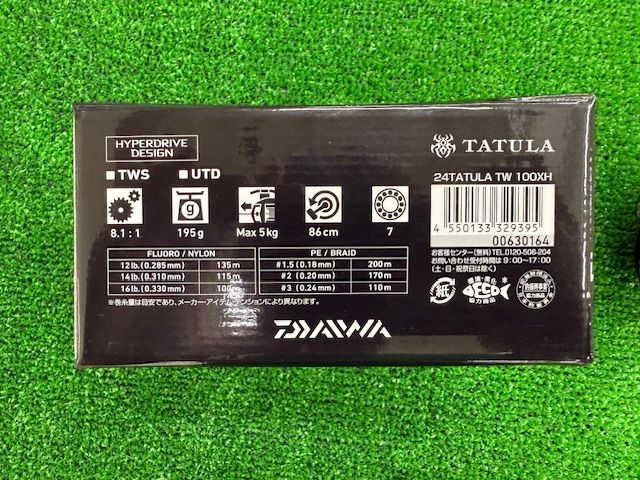 HYPERDRIVE
DESIGN
TATULA
■ TWS ■ UTD
24TATULA TW 100XH
4 550133 329395
00630164
8.1 : 1 195g Max 5kg 86cm 7
g
FLUORO / NYLON
12lb.(0.285mm) 135m
14lb.(0.310mm) 115m
16lb.(0.330mm) 100m
PE / BRAID
#1.5 (0.18mm) 200m
#2 (0.20mm) 170m
#3 (0.24mm) 110m
※巻糸量は目安であり、メーカー・アイテム・テンションにより異なります。
お客様センター(無料)TEL.0120-506-204
お問い合わせ受付時間は9:00~17:00
(土・日・祝祭日は除く)
紙
DAIWA